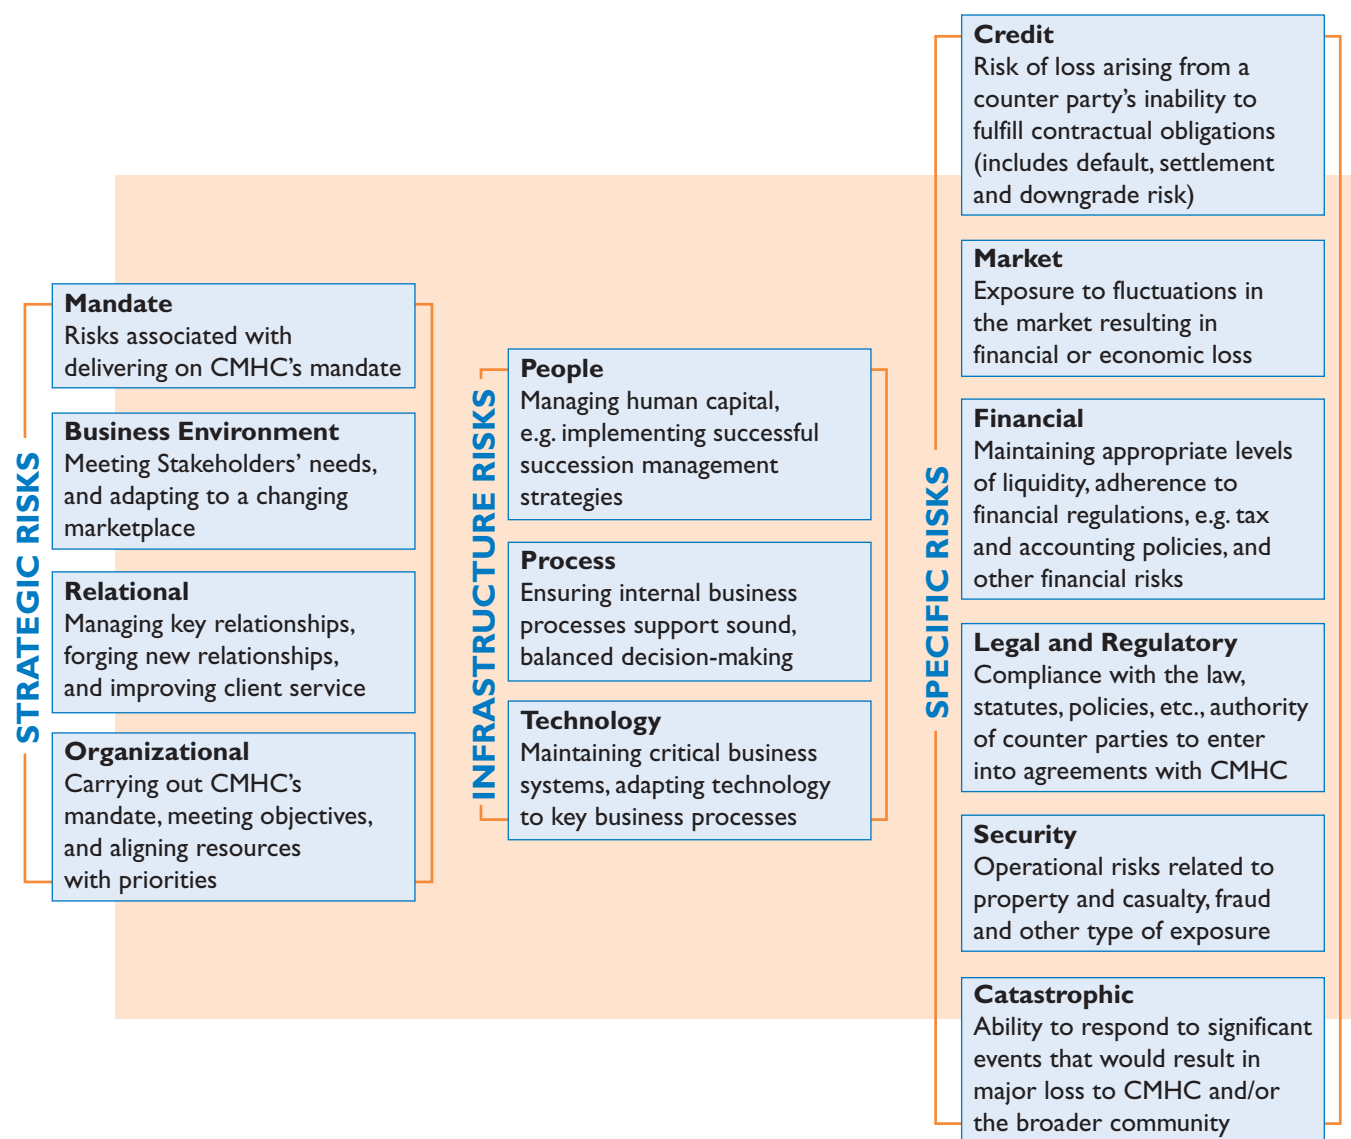 STRATEGIC RISKS
Mandate
Risks associated with
delivering on CMHC's mandate
Business Environment
Meeting Stakeholders' needs,
and adapting to a changing
marketplace
Relational
Managing key relationships,
forging new relationships,
and improving client service
Organizational
Carrying out CMHC's
mandate, meeting objectives,
and aligning resources
with priorities
INFRASTRUCTURE RISKS
People
Managing human capital,
e.g. implementing successful
succession management
strategies
Process
Ensuring internal business
processes support sound,
balanced decision-making
Technology
Maintaining critical business
systems, adapting technology
to key business processes
SPECIFIC RISKS
Credit
Risk of loss arising from a
counter party's inability to
fulfill contractual obligations
(includes default, settlement
and downgrade risk)
Market
Exposure to fluctuations in
the market resulting in
financial or economic loss
Financial
Maintaining appropriate levels
of liquidity, adherence to
financial regulations, e.g. tax
and accounting policies, and
other financial risks
Legal and Regulatory
Compliance with the law,
statutes, policies, etc., authority
of counter parties to enter
into agreements with CMHC
Security
Operational risks related to
property and casualty, fraud
and other type of exposure
Catastrophic
Ability to respond to significant
events that would result in
major loss to CMHC and/or
the broader community